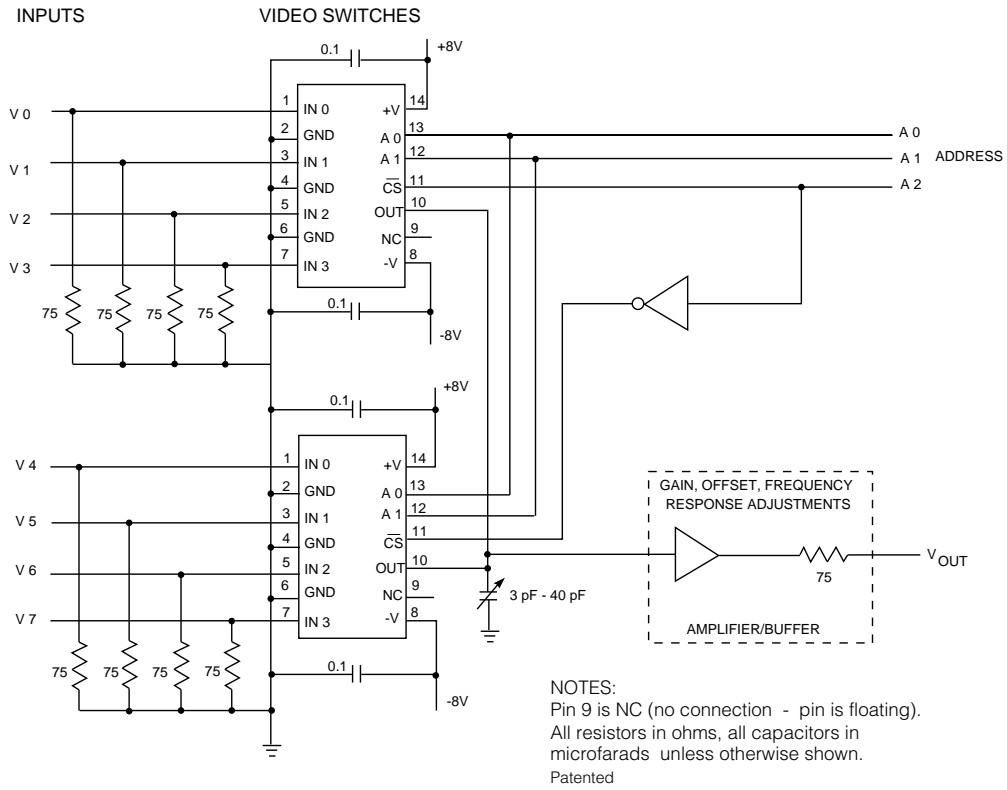 INPUTS VIDEO SWITCHES
0.1 +8V
V 0 1 IN 0 +V 14
2 GND A 0 13 A 0
V 1 3 IN 1 A 1 12 A 1 ADDRESS
4 GND CS 11 A 2
V 2 5 IN 2 OUT 10
6 GND NC 9
V 3 7 IN 3 -V 8
75 75 75 75 0.1
-8V
+8V
0.1
V 4 1 IN 0 +V 14
2 GND A 0 13
V 5 3 IN 1 A 1 12
4 GND CS 11
V 6 5 IN 2 OUT 10
6 GND NC 9
V 7 7 IN 3 -V 8
3 pF - 40 pF
GAIN, OFFSET, FREQUENCY
RESPONSE ADJUSTMENTS
75
VOUT
AMPLIFIER/BUFFER
75 75 75 75 0.1
-8V
NOTES:
Pin 9 is NC (no connection - pin is floating).
All resistors in ohms, all capacitors in
microfarads unless otherwise shown.
Patented